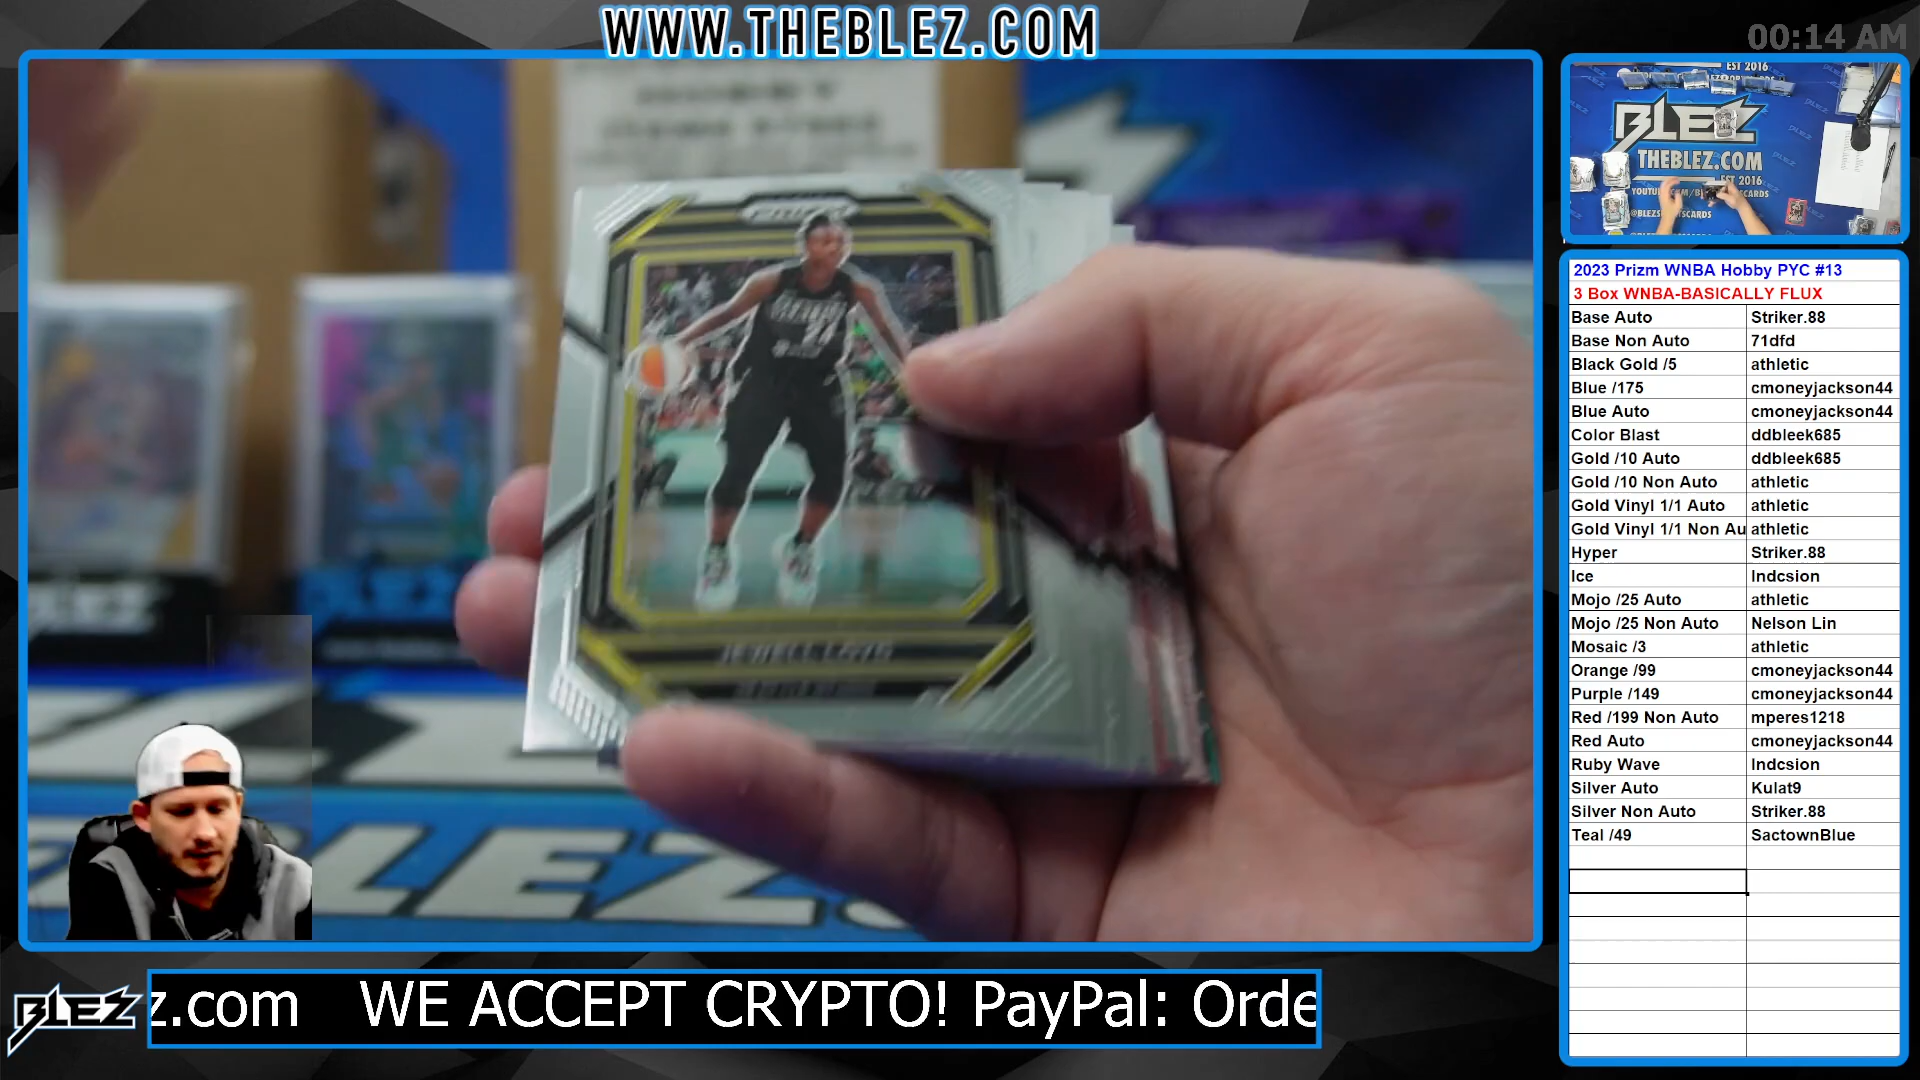 WWW.THEBLEZ.COM
00:14 AM
EST 2016
BLEZ
THEBLEZ.COM
EST 2016
2023 Prizm WNBA Hobby PYC #13
3 Box WNBA-BASICALLY FLUX
Base Auto Striker.88
Base Non Auto 71dfd
Black Gold /5 athletic
Blue /175 cmoneyjackson44
Blue Auto cmoneyjackson44
Color Blast ddbleek685
Gold /10 Auto ddbleek685
Gold /10 Non Auto athletic
Gold Vinyl 1/1 Auto athletic
Gold Vinyl 1/1 Non Au athletic
Hyper Striker.88
Ice Indcsion
Mojo /25 Auto athletic
Mojo /25 Non Auto Nelson Lin
Mosaic /3 athletic
Orange /99 cmoneyjackson44
Purple /149 cmoneyjackson44
Red /199 Non Auto mperes1218
Red Auto cmoneyjackson44
Ruby Wave Indcsion
Silver Auto Kulat9
Silver Non Auto Striker.88
Teal /49 SactownBlue
BLEZ
z.com WE ACCEPT CRYPTO! PayPal: Orde